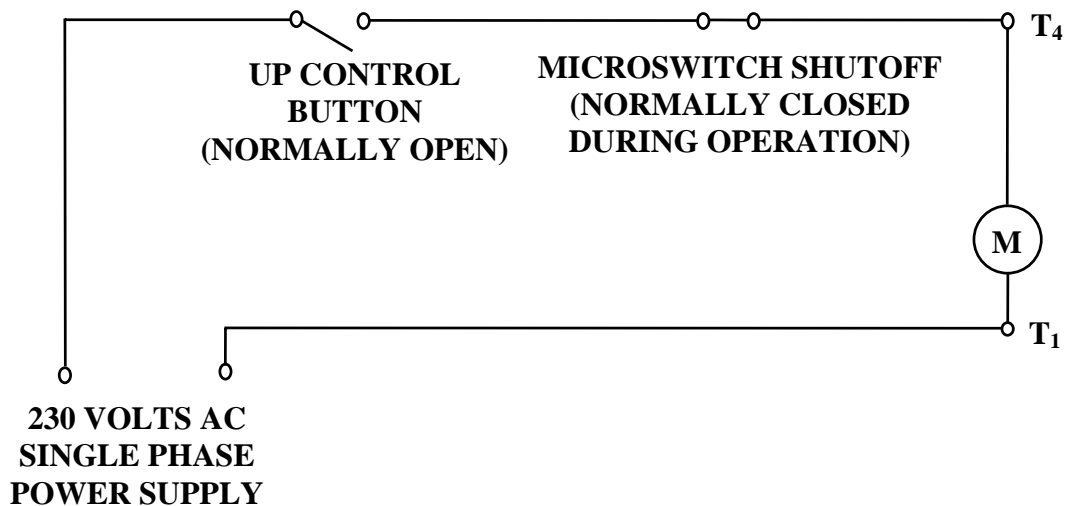 T₄
UP CONTROL
BUTTON
(NORMALLY OPEN)
MICROSWITCH SHUTOFF
(NORMALLY CLOSED
DURING OPERATION)
M
T₁
230 VOLTS AC
SINGLE PHASE
POWER SUPPLY